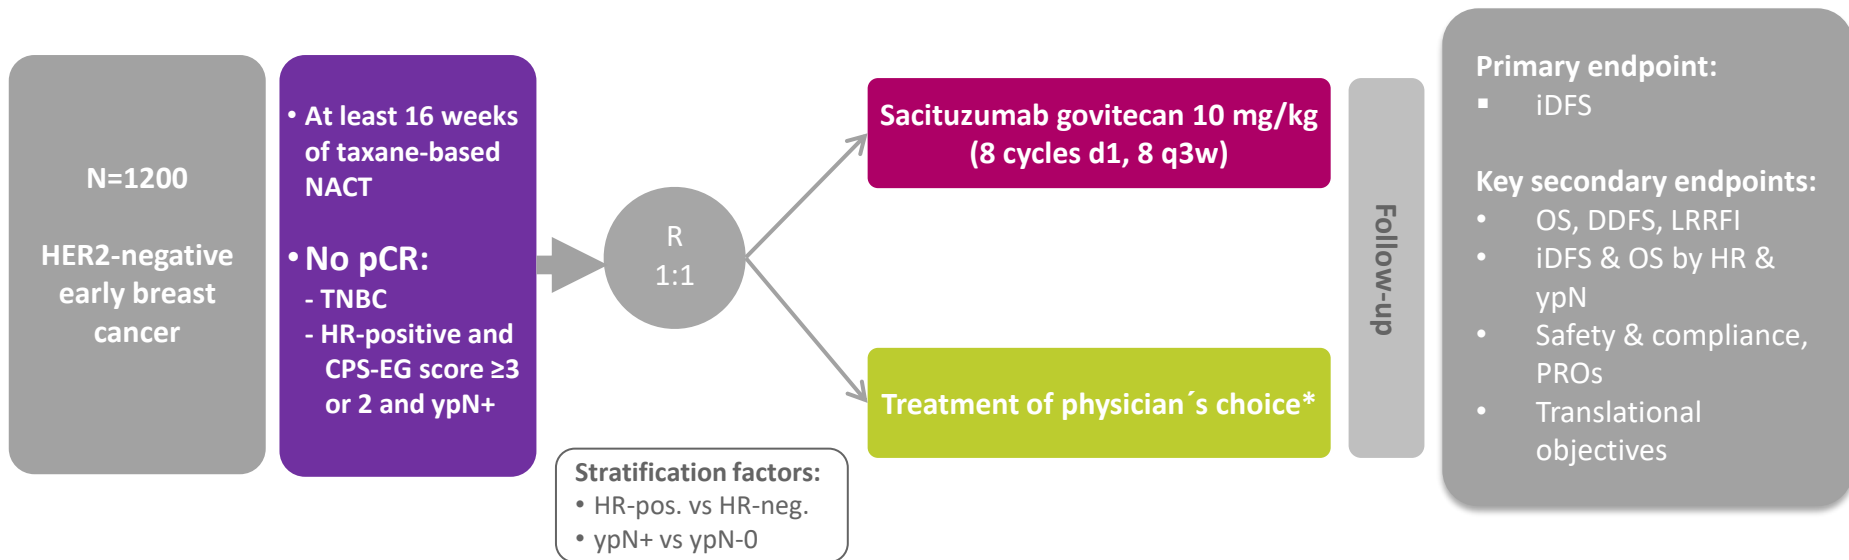 N=1200
HER2-negative
early breast
cancer
• At least 16 weeks
of taxane-based
NACT
• No pCR:
- TNBC
- HR-positive and
CPS-EG score ≥3
or 2 and ypN+
R
1:1
Stratification factors:
• HR-pos. vs HR-neg.
• ypN+ vs ypN-0
Sacituzumab govitecan 10 mg/kg
(8 cycles d1, 8 q3w)
Treatment of physician´s choice*
Follow-up
Primary endpoint:
▪ iDFS
Key secondary endpoints:
• OS, DDFS, LRRFI
• iDFS & OS by HR &
ypN
• Safety & compliance,
PROs
• Translational
objectives